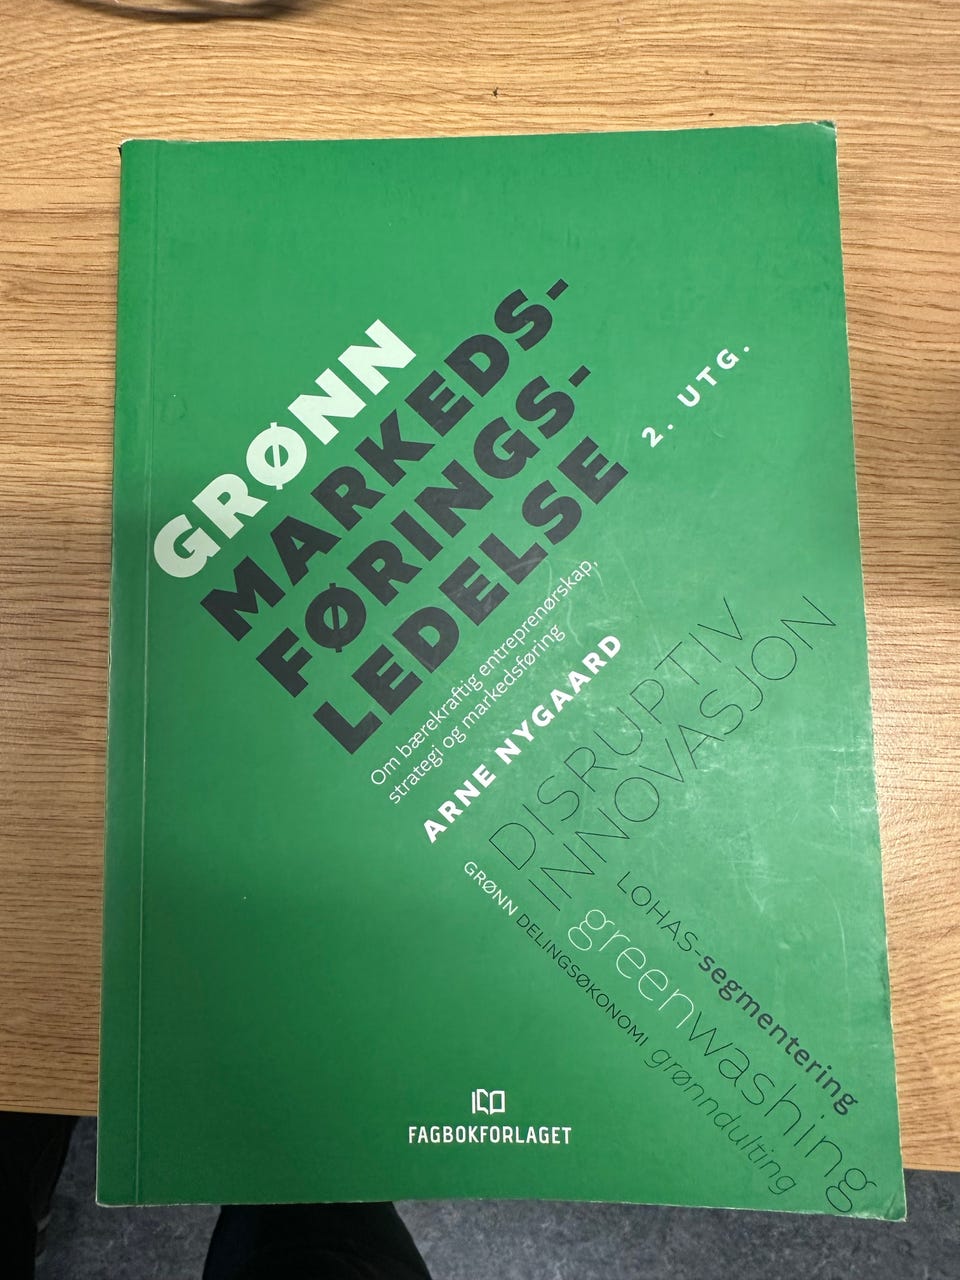 GRØNN
MARKEDS-
FØRINGS-
LEDELSE
2. UTG.
Om bærekraftig entreprenørskap,
strategi og markedsføring
ARNE NYGAARD
DISRUPTIV
INNOVASJON
LOHAS-segmentering
greenwashing
GRØNN DELINGSØKONOMI grønndulting
FAGBOKFORLAGET